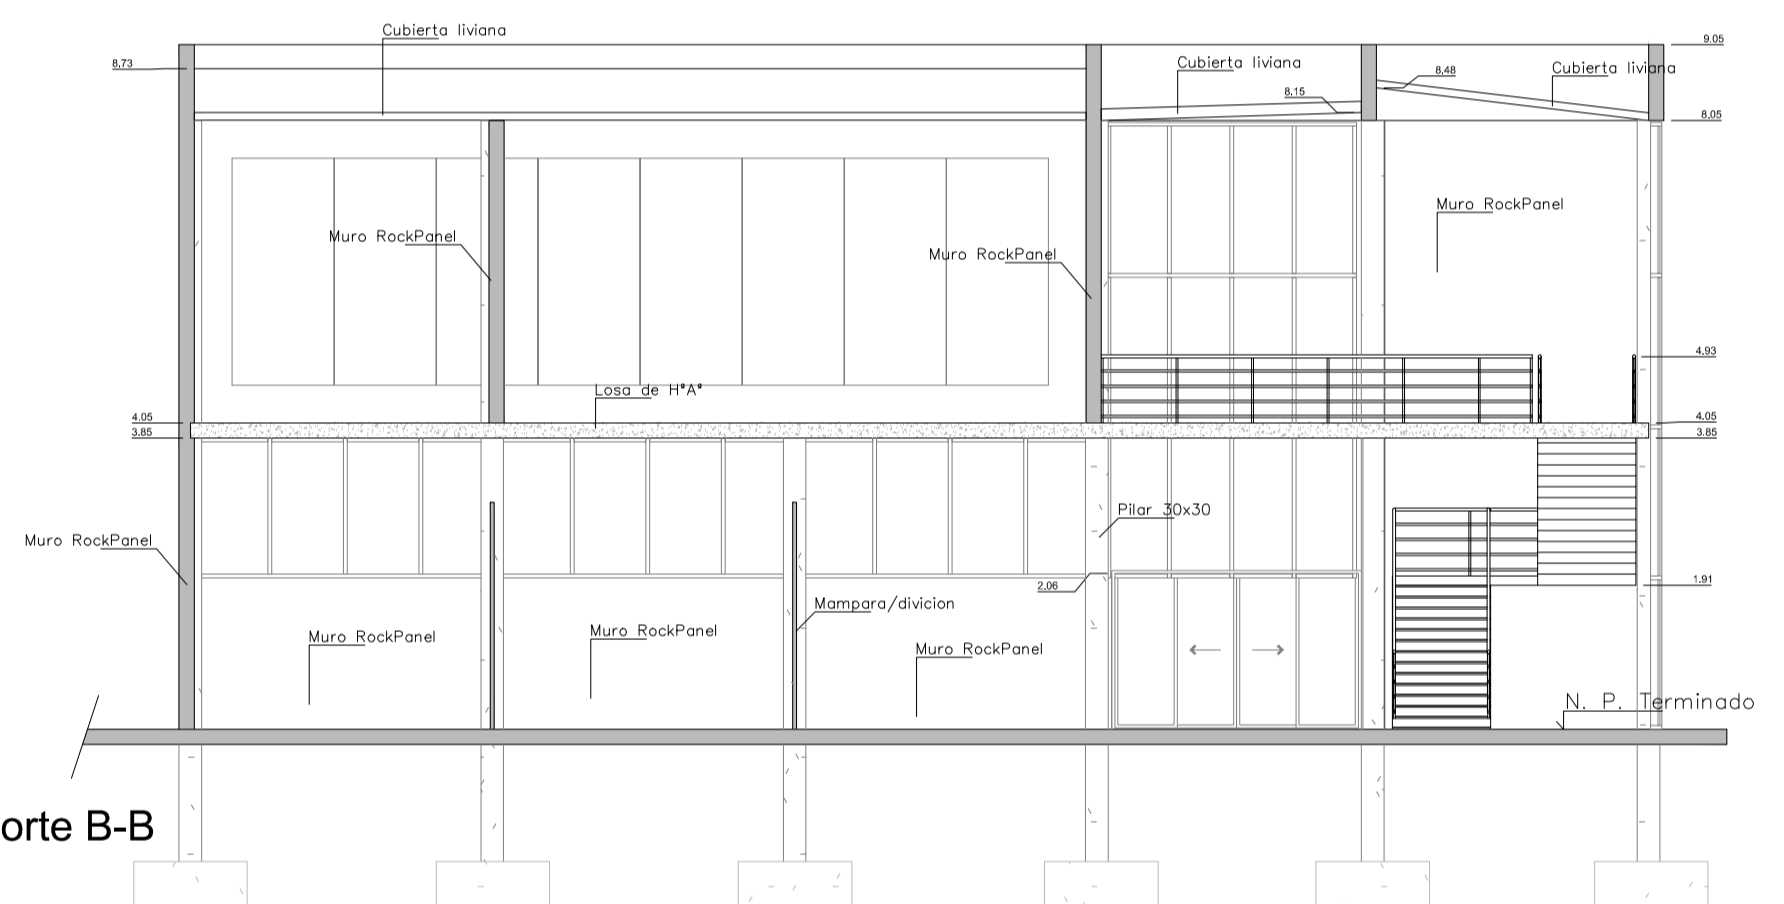 Cubierta liviana
9.05
8.73
Cubierta liviana
8.48
Cubierta liviana
8.15
8.05
Muro RockPanel
Muro RockPanel
Muro RockPanel
4.93
Losa de HºAº
4.05
4.05
3.85
3.85
Pilar 30x30
Muro RockPanel
2.06
1.91
Mampara/divicion
Muro RockPanel
Muro RockPanel
Muro RockPanel
N. P. Terminado
orte B-B